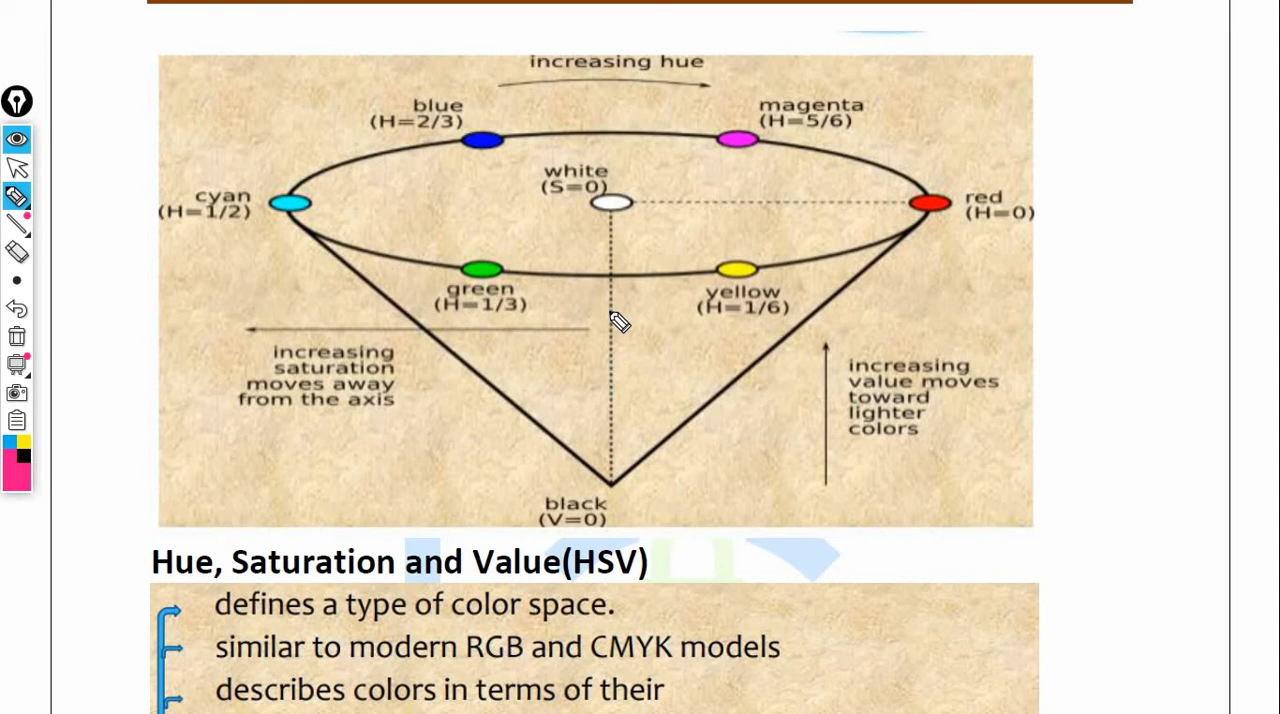 increasing hue
blue
(H=2/3)
magenta
(H=5/6)
white
(S=0)
cyan
(H=1/2)
red
(H=0)
green
(H=1/3)
yellow
(H=1/6)
increasing
saturation
moves away
from the axis
increasing
value moves
toward
lighter
colors
black
(V=0)
Hue, Saturation and Value(HSV)
defines a type of color space.
similar to modern RGB and CMYK models
describes colors in terms of their